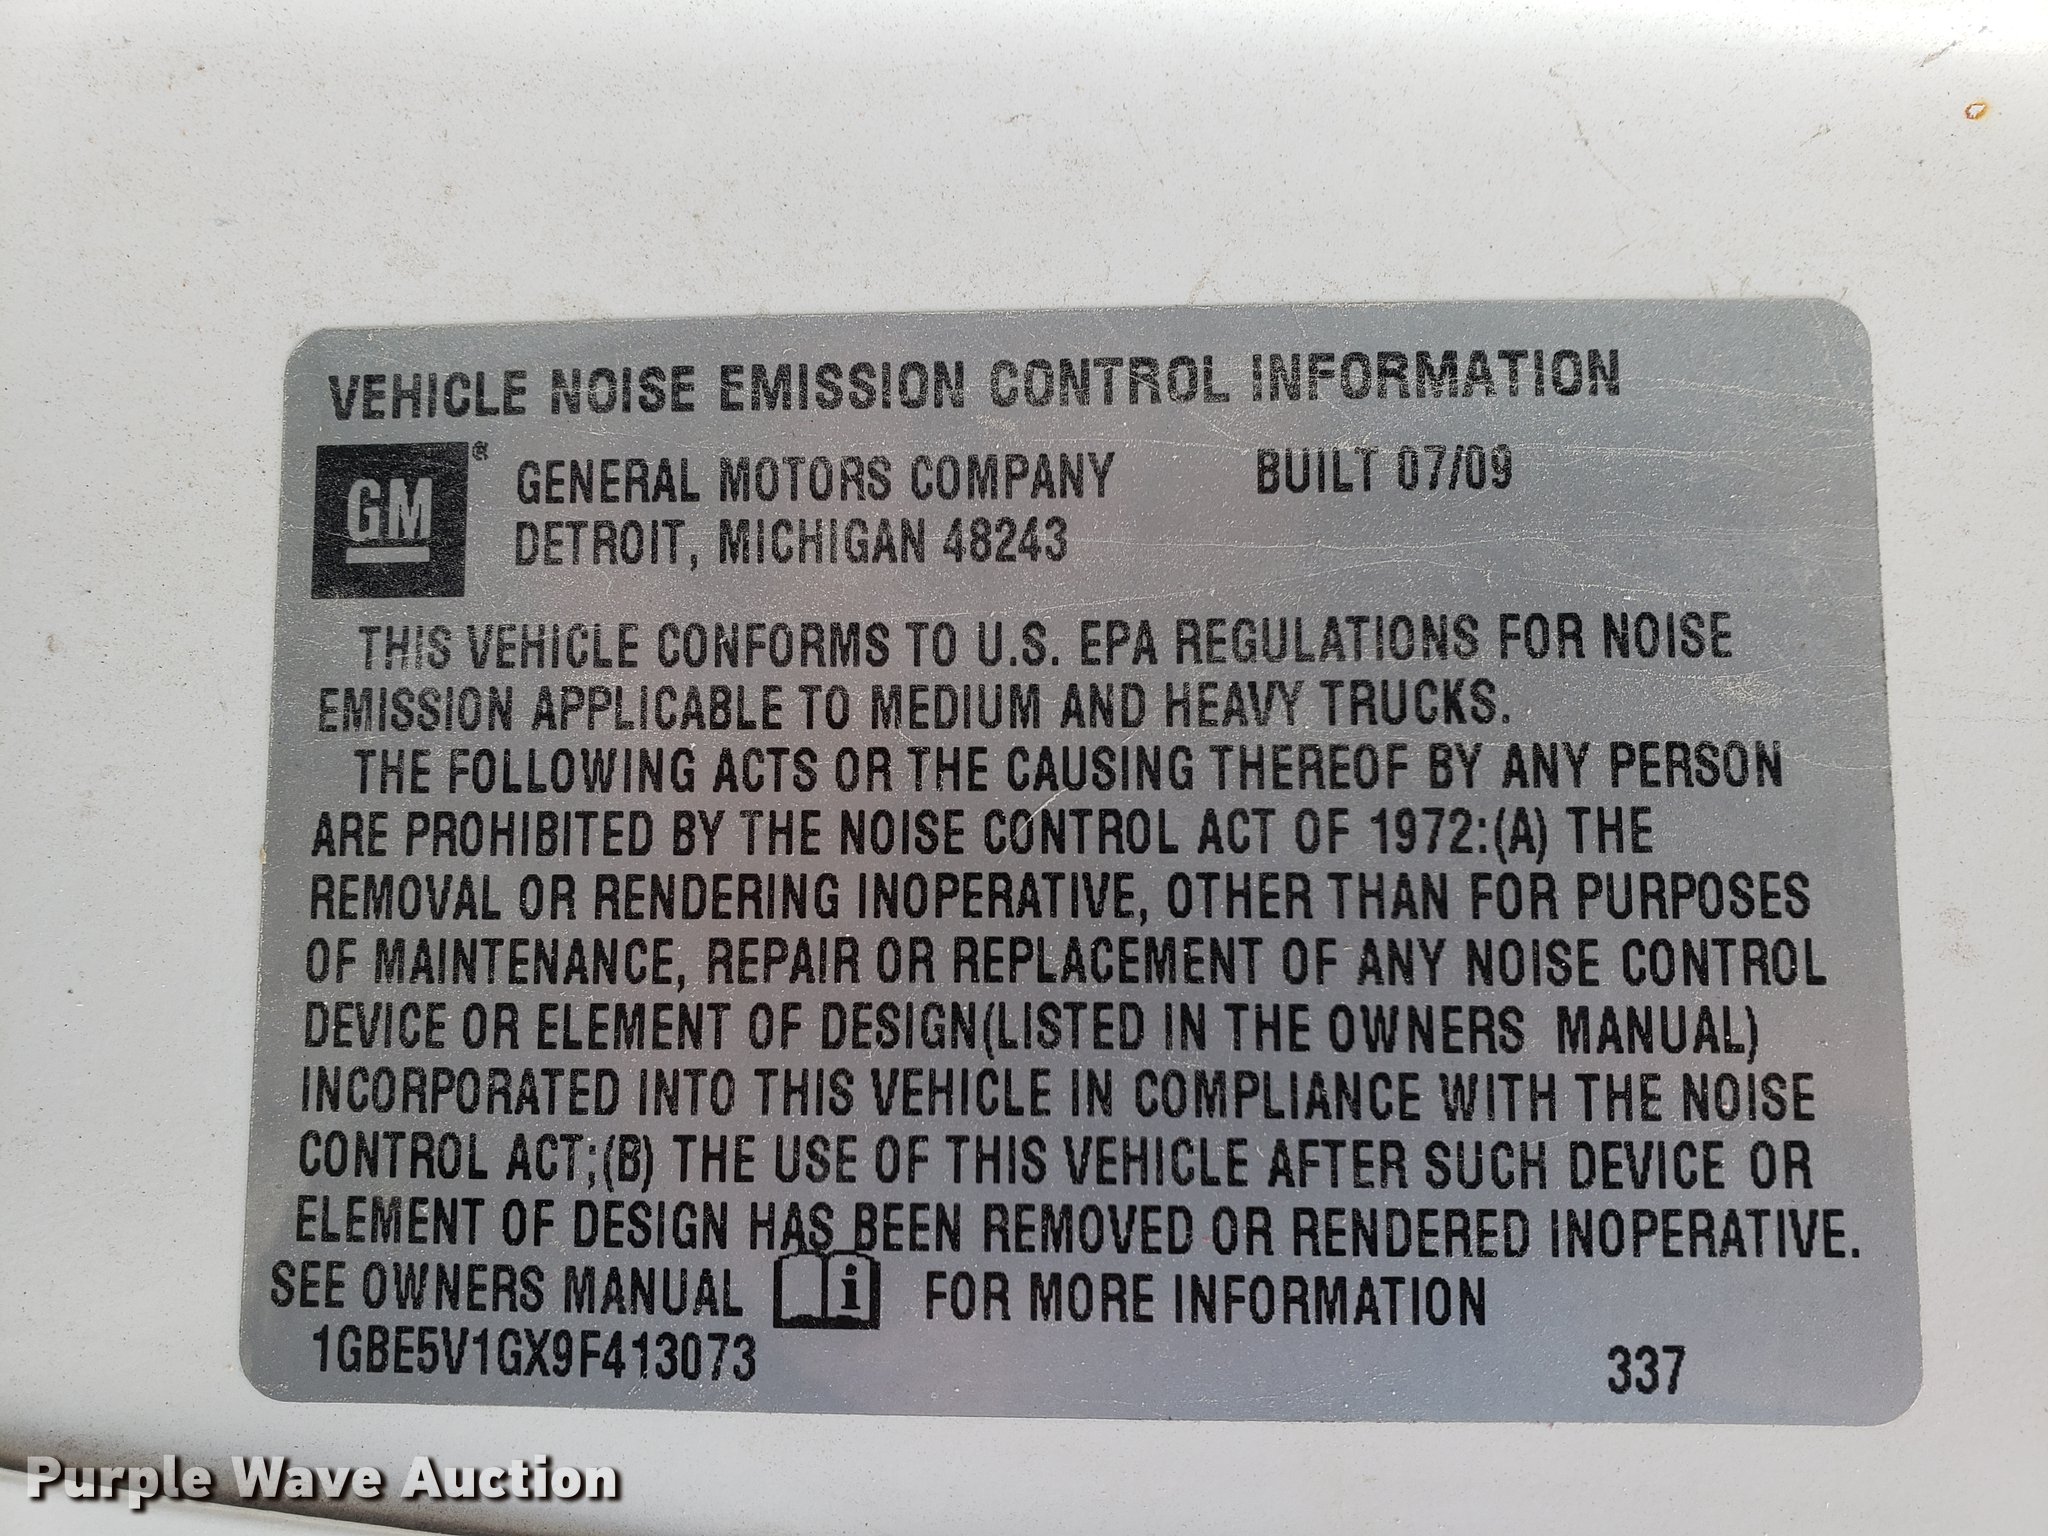 VEHICLE NOISE EMISSION CONTROL INFORMATION
GM®
GENERAL MOTORS COMPANY BUILT 07/09
DETROIT, MICHIGAN 48243
THIS VEHICLE CONFORMS TO U.S. EPA REGULATIONS FOR NOISE
EMISSION APPLICABLE TO MEDIUM AND HEAVY TRUCKS.
THE FOLLOWING ACTS OR THE CAUSING THEREOF BY ANY PERSON
ARE PROHIBITED BY THE NOISE CONTROL ACT OF 1972:(A) THE
REMOVAL OR RENDERING INOPERATIVE, OTHER THAN FOR PURPOSES
OF MAINTENANCE, REPAIR OR REPLACEMENT OF ANY NOISE CONTROL
DEVICE OR ELEMENT OF DESIGN(LISTED IN THE OWNERS MANUAL)
INCORPORATED INTO THIS VEHICLE IN COMPLIANCE WITH THE NOISE
CONTROL ACT;(B) THE USE OF THIS VEHICLE AFTER SUCH DEVICE OR
ELEMENT OF DESIGN HAS BEEN REMOVED OR RENDERED INOPERATIVE.
SEE OWNERS MANUAL i FOR MORE INFORMATION
1GBE5V1GX9F413073 337
Purple Wave Auction